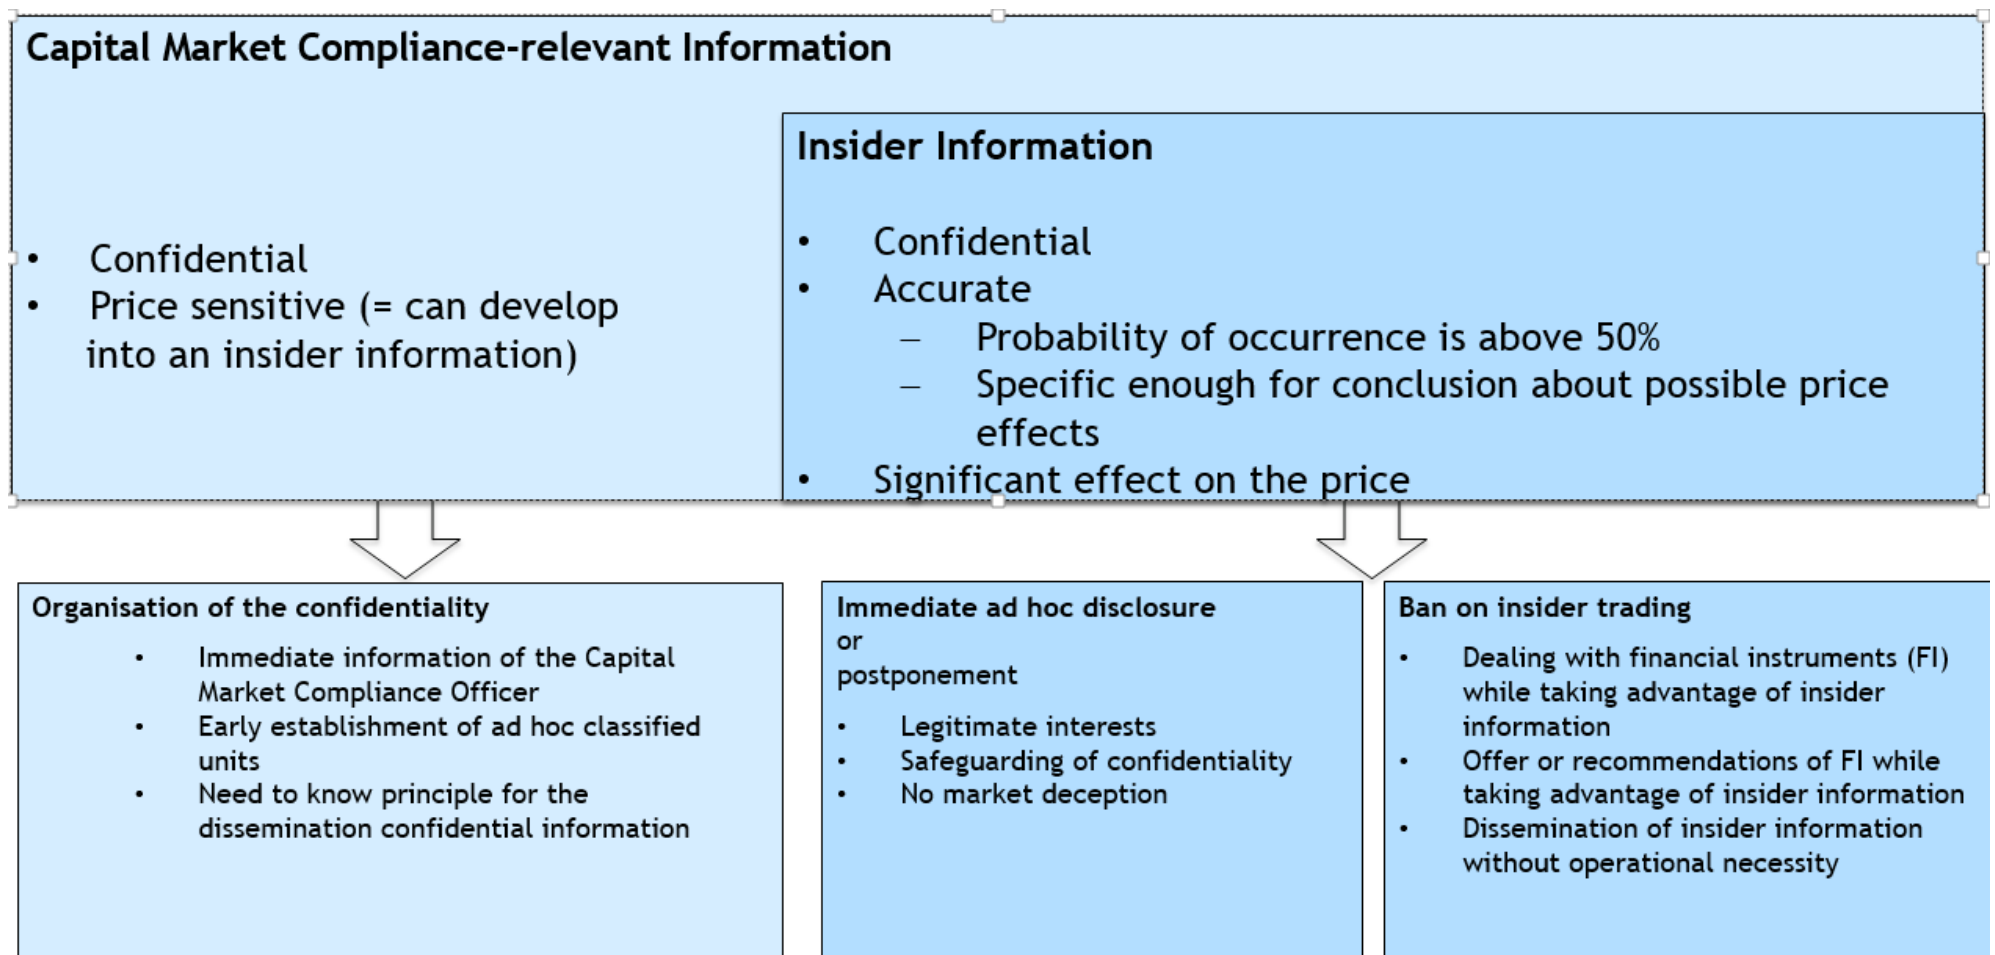 Capital Market Compliance-relevant Information
• Confidential
• Price sensitive (= can develop
into an insider information)
Insider Information
• Confidential
• Accurate
– Probability of occurrence is above 50%
– Specific enough for conclusion about possible price
effects
• Significant effect on the price
Organisation of the confidentiality
• Immediate information of the Capital
Market Compliance Officer
• Early establishment of ad hoc classified
units
• Need to know principle for the
dissemination confidential information
Immediate ad hoc disclosure
or
postponement
• Legitimate interests
• Safeguarding of confidentiality
• No market deception
Ban on insider trading
• Dealing with financial instruments (FI)
while taking advantage of insider
information
• Offer or recommendations of FI while
taking advantage of insider information
• Dissemination of insider information
without operational necessity